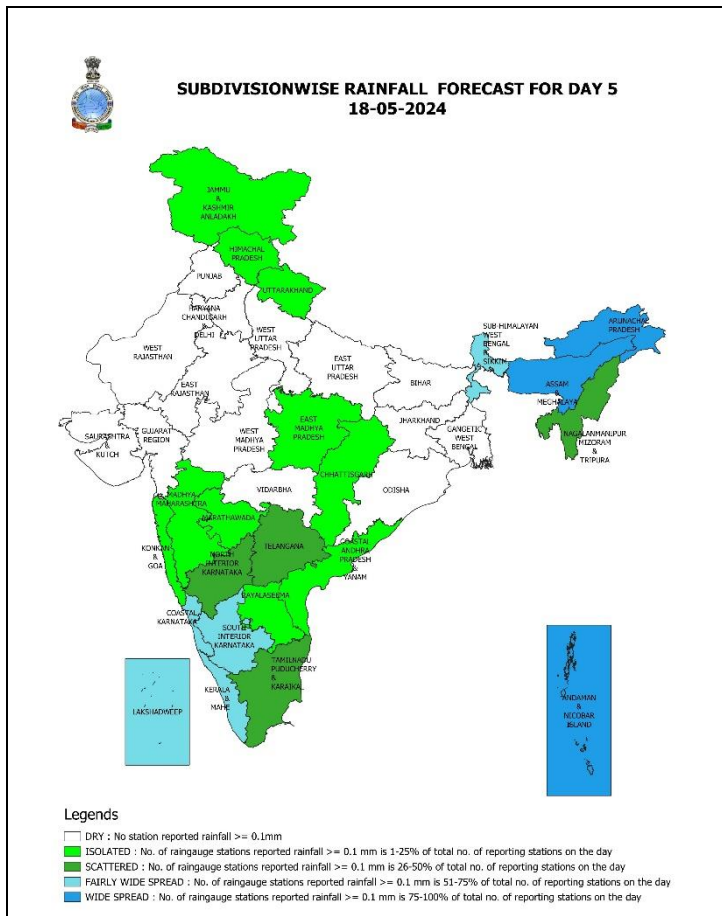 SUBDIVISIONWISE RAINFALL FORECAST FOR DAY 5
18-05-2024
JAMMU
&
KASHMIR
ANLADAKH
HIMACHAL
PRADESH
UTTARAKHAND
PUNJAB
HARYANA
CHANDIGARH
&
DELHI
WEST
UTTAR
PRADESH
WEST
RAJASTHAN
EAST
RAJASTHAN
EAST
UTTAR
PRADESH
BIHAR
SUB-HIMALAYAN
WEST
BENGAL
&
SIKKIM
ARUNACHAL
PRADESH
ASSAM
&
MEGHALAYA
NAGALANMANIPUR
MIZORAM
&
TRIPURA
SAURASHTRA
&
KUTCH
GUJARAT
REGION
WEST
MADHYA
PRADESH
EAST
MADHYA
PRADESH
JHARKHAND
GANGETIC
WEST
BENGAL
CHHATTISGARH
ODISHA
VIDARBHA
MADHYA
MAHARASHTRA
MARATHAWADA
KONKAN
&
GOA
TELANGANA
NORTH
INTERIOR
KARNATAKA
COASTAL
ANDHRA
PRADESH
&
YANAM
RAYALASEEMA
COASTAL
KARNATAKA
SOUTH
INTERIOR
KARNATAKA
TAMILNADU
PUDUCHERRY
&
KARAIKAL
KERALA
&
MAHE
LAKSHADWEEP
ANDAMAN
&
NICOBAR
ISLAND
Legends
DRY : No station reported rainfall >= 0.1mm
ISOLATED : No. of raingauge stations reported rainfall >= 0.1 mm is 1-25% of total no. of reporting stations on the day
SCATTERED : No. of raingauge stations reported rainfall >= 0.1 mm is 26-50% of total no. of reporting stations on the day
FAIRLY WIDE SPREAD : No. of raingauge stations reported rainfall >= 0.1 mm is 51-75% of total no. of reporting stations on the day
WIDE SPREAD : No. of raingauge stations reported rainfall >= 0.1 mm is 75-100% of total no. of reporting stations on the day